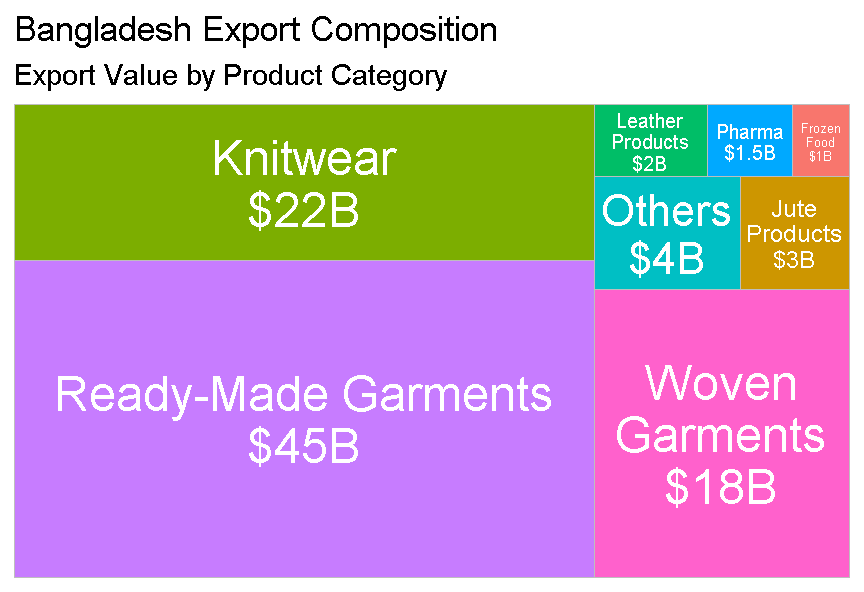 Bangladesh Export Composition
Export Value by Product Category
Knitwear
$22B
Ready-Made Garments
$45B
Leather
Products
$2B
Pharma
$1.5B
Frozen
Food
$1B
Others
$4B
Jute
Products
$3B
Woven
Garments
$18B